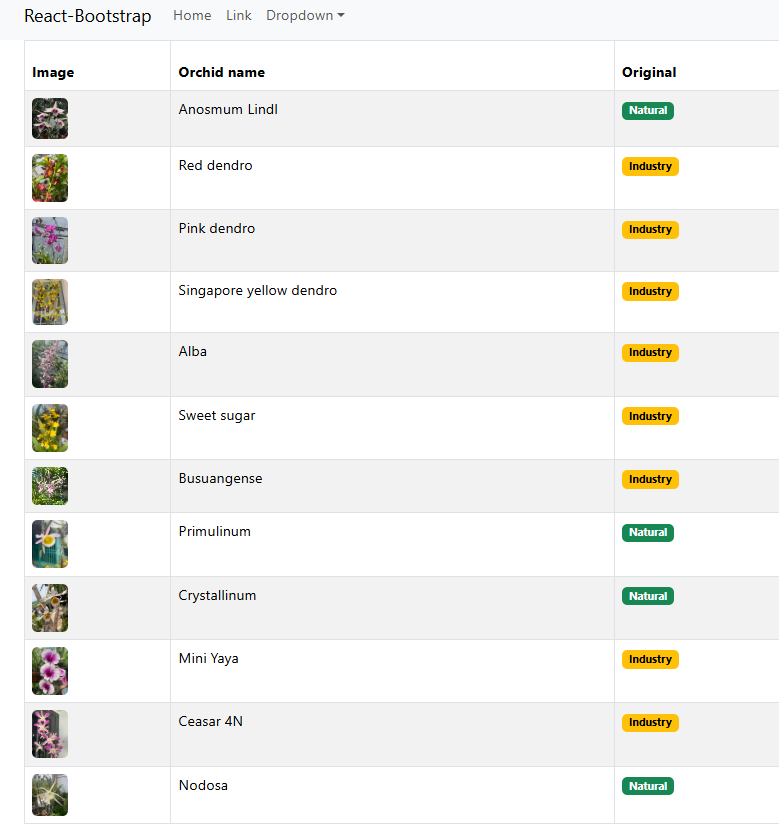 React-Bootstrap Home Link Dropdown
Image Orchid name Original
Anosmum Lindl Natural
Red dendro Industry
Pink dendro Industry
Singapore yellow dendro Industry
Alba Industry
Sweet sugar Industry
Busuangense Industry
Primulinum Natural
Crystallinum Natural
Mini Yaya Industry
Ceasar 4N Industry
Nodosa Natural